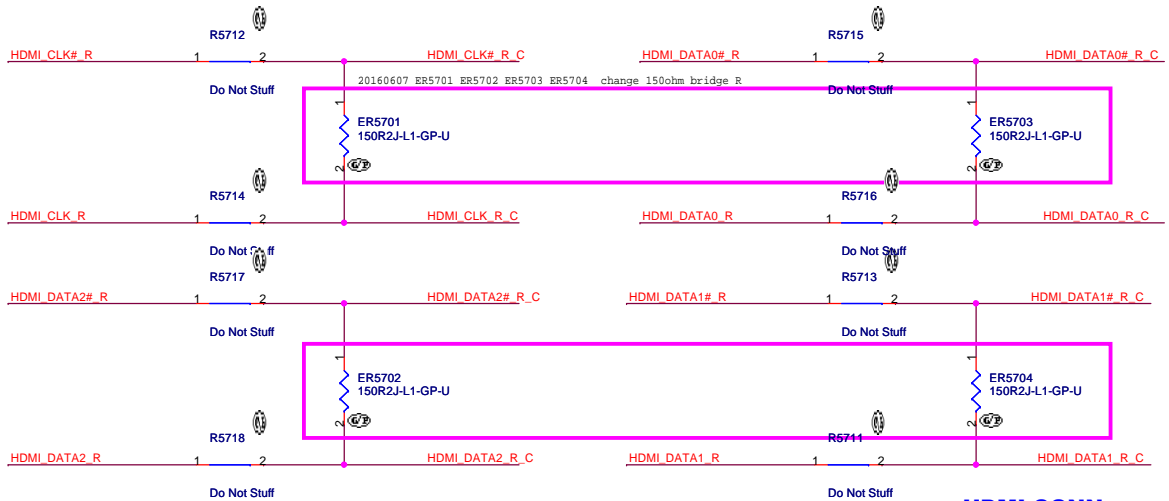 R5712
R5715
HDMI_CLK#_R
1
2
HDMI_CLK#_R_C
HDMI_DATA0#_R
1
2
HDMI_DATA0#_R_C
20160607 ER5701 ER5702 ER5703 ER5704 change 150ohm bridge R
Do Not Stuff
Do Not Stuff
1
ER5701
150R2J-L1-GP-U
2
G/P
1
ER5703
150R2J-L1-GP-U
2
G/P
R5714
R5716
HDMI_CLK_R
1
2
HDMI_CLK_R_C
HDMI_DATA0_R
1
2
HDMI_DATA0_R_C
Do Not Stuff
Do Not Stuff
R5717
R5713
HDMI_DATA2#_R
1
2
HDMI_DATA2#_R_C
HDMI_DATA1#_R
1
2
HDMI_DATA1#_R_C
Do Not Stuff
Do Not Stuff
1
ER5702
150R2J-L1-GP-U
2
G/P
1
ER5704
150R2J-L1-GP-U
2
G/P
R5718
R5711
HDMI_DATA2_R
1
2
HDMI_DATA2_R_C
HDMI_DATA1_R
1
2
HDMI_DATA1_R_C
Do Not Stuff
Do Not Stuff
HDMI CONN